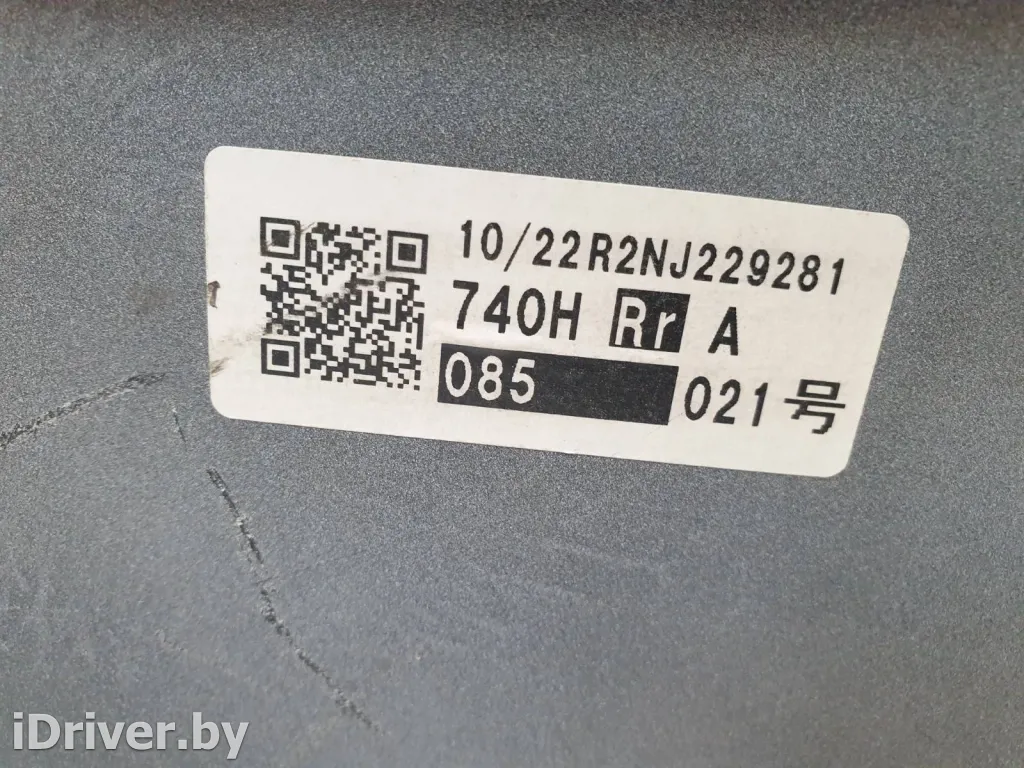 10/22R2NJ229281
740H Rr A
085 021号
iDriver.by